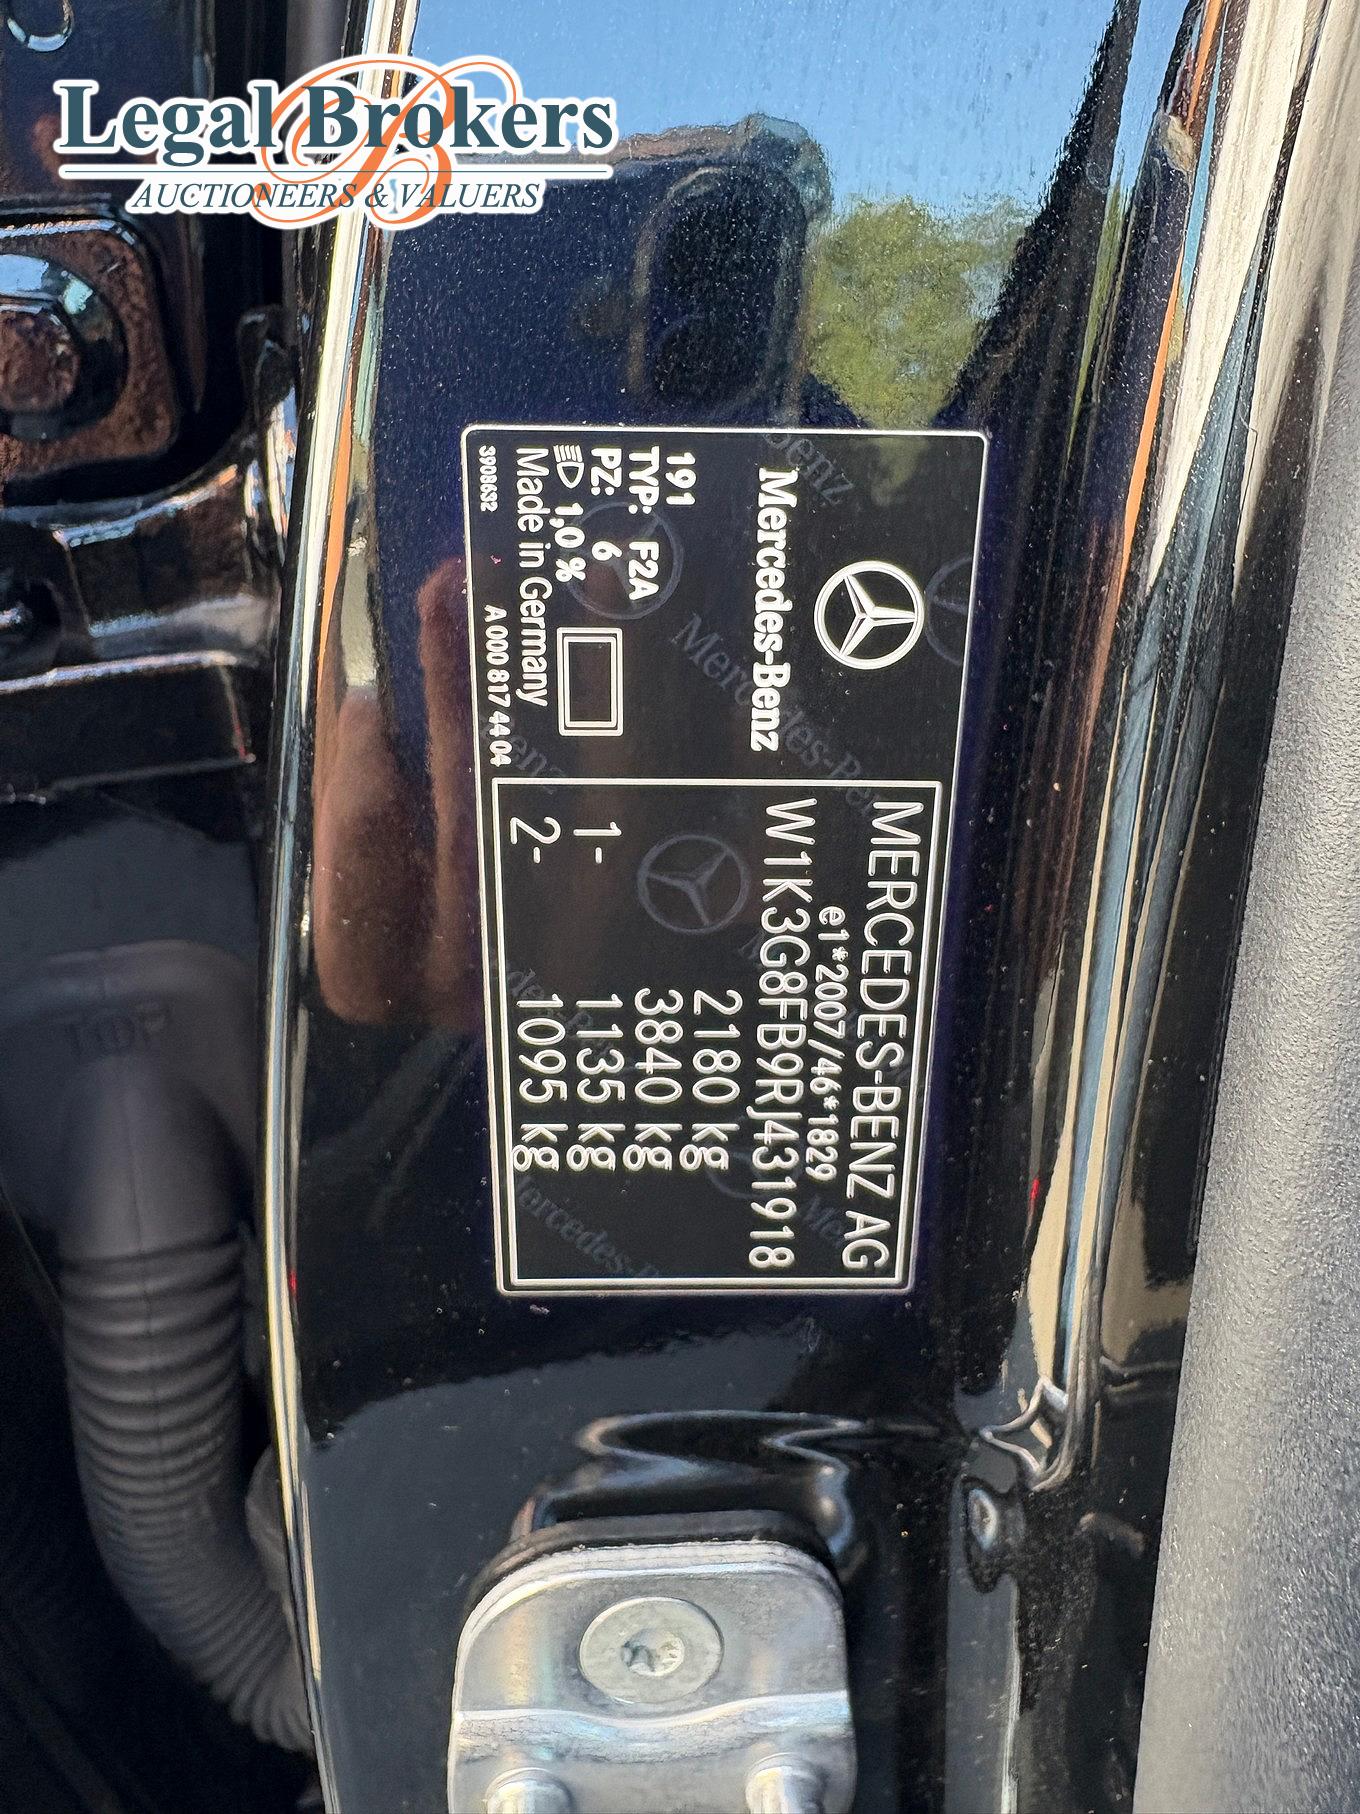 Legal Brokers
AUCTIONEERS & VALUERS
Mercedes-Benz
191
TYP: F2A
PZ: 6
1,0 %
Made in Germany
3908632 A 000 817 44 04
MERCEDES-BENZ AG
e1*2007/46*1829
W1K3G8FB9RJ431918
2180 kg
3840 kg
1- 1135 kg
2- 1095 kg
TOP